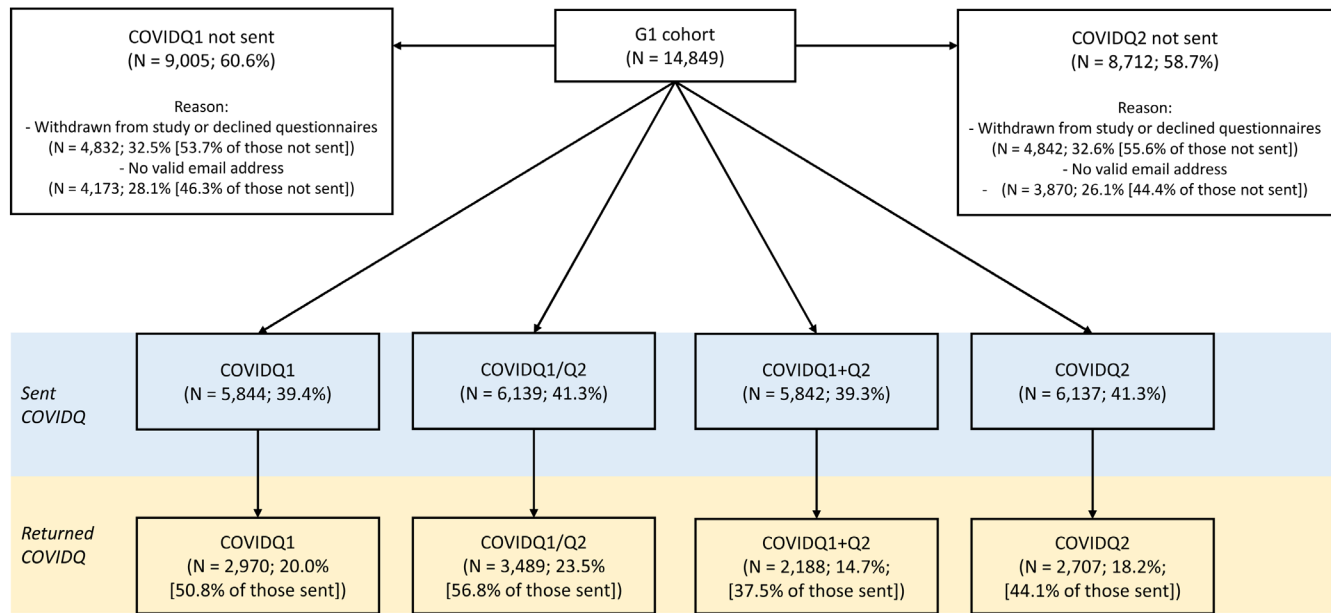 COVIDQ1 not sent
(N = 9,005; 60.6%)
Reason:
- Withdrawn from study or declined questionnaires
(N = 4,832; 32.5% [53.7% of those not sent])
- No valid email address
(N = 4,173; 28.1% [46.3% of those not sent])
G1 cohort
(N = 14,849)
COVIDQ2 not sent
(N = 8,712; 58.7%)
Reason:
- Withdrawn from study or declined questionnaires
(N = 4,842; 32.6% [55.6% of those not sent])
- No valid email address
- (N = 3,870; 26.1% [44.4% of those not sent])
Sent
COVIDQ
COVIDQ1
(N = 5,844; 39.4%)
COVIDQ1/Q2
(N = 6,139; 41.3%)
COVIDQ1+Q2
(N = 5,842; 39.3%)
COVIDQ2
(N = 6,137; 41.3%)
Returned
COVIDQ
COVIDQ1
(N = 2,970; 20.0%
[50.8% of those sent])
COVIDQ1/Q2
(N = 3,489; 23.5%
[56.8% of those sent])
COVIDQ1+Q2
(N = 2,188; 14.7%;
[37.5% of those sent])
COVIDQ2
(N = 2,707; 18.2%;
[44.1% of those sent])